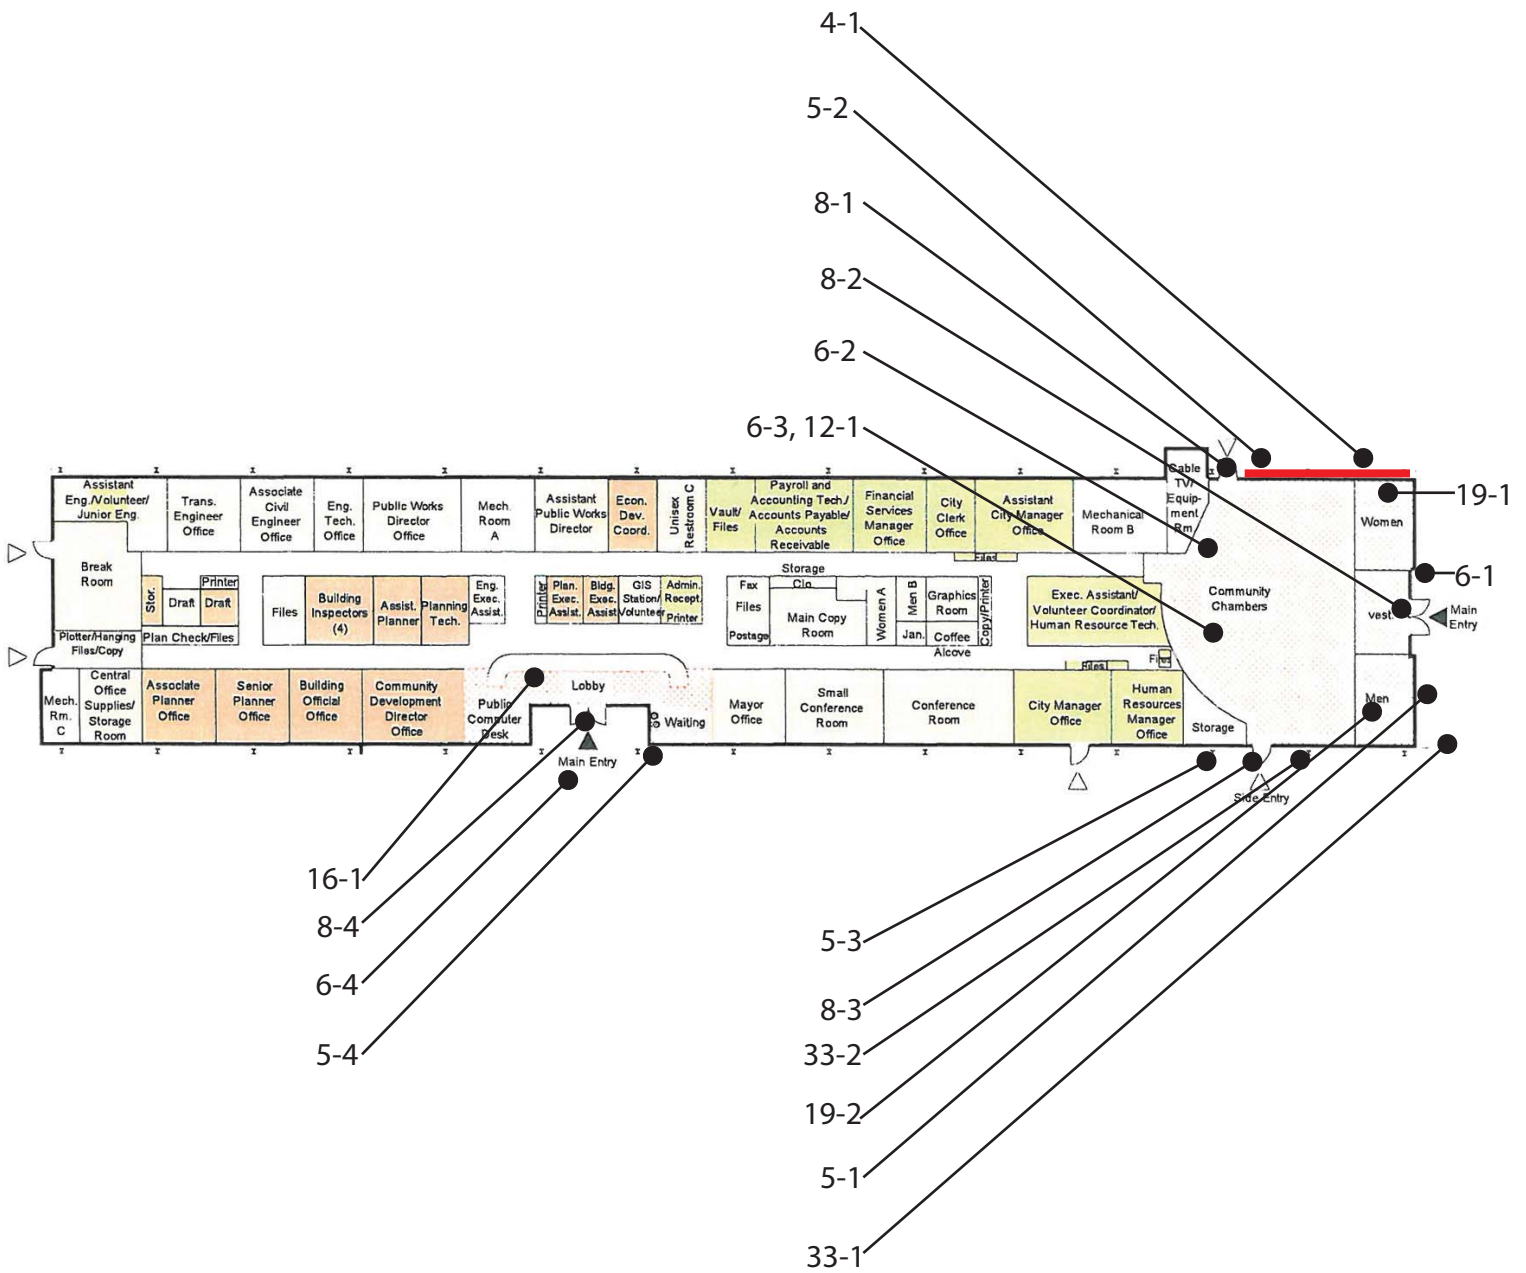 4-1
5-2
8-1
8-2
6-2
6-3, 12-1
Assistant
Eng./Volunteer/
Junior Eng.
Trans.
Engineer
Office
Associate
Civil
Engineer
Office
Eng.
Tech.
Office
Public Works
Director
Office
Mech.
Room
A
Assistant
Public Works
Director
Econ.
Dev.
Coord.
Unisex
Restroom C
Vault/
Files
Payroll and
Accounting Tech./
Accounts Payable/
Accounts
Receivable
Financial
Services
Manager
Office
City
Clerk
Office
Assistant
City Manager
Office
Mechanical
Room B
Cable
TV/
Equip-
ment
Rm.
Women
19-1
Break
Room
Stor.
Draft
Printer
Draft
Plan Check/Files
Files
Building
Inspectors
(4)
Assist.
Planner
Planning
Tech.
Eng.
Exec.
Assist.
Printer
Plan.
Exec.
Assist.
Bldg.
Exec.
Assist
GIS
Station/
Volunteer
Admin.
Recept.
Printer
Storage
Fax
Files
Postage
Clo.
Main Copy
Room
Women A
Men B
Jan.
Graphics
Room
Coffee
Alcove
Copy/Printer
Files
Exec. Assistant/
Volunteer Coordinator/
Human Resource Tech.
Community
Chambers
6-1
vest.
Main
Entry
Plotter/Hanging
Files/Copy
Mech.
Rm.
C
Central
Office
Supplies/
Storage
Room
Associate
Planner
Office
Senior
Planner
Office
Building
Official
Office
Community
Development
Director
Office
Public
Computer
Desk
Lobby
Waiting
Mayor
Office
Small
Conference
Room
Conference
Room
Files
Files
City Manager
Office
Human
Resources
Manager
Office
Storage
Men
Main Entry
Side Entry
16-1
8-4
6-4
5-4
5-3
8-3
33-2
19-2
5-1
33-1